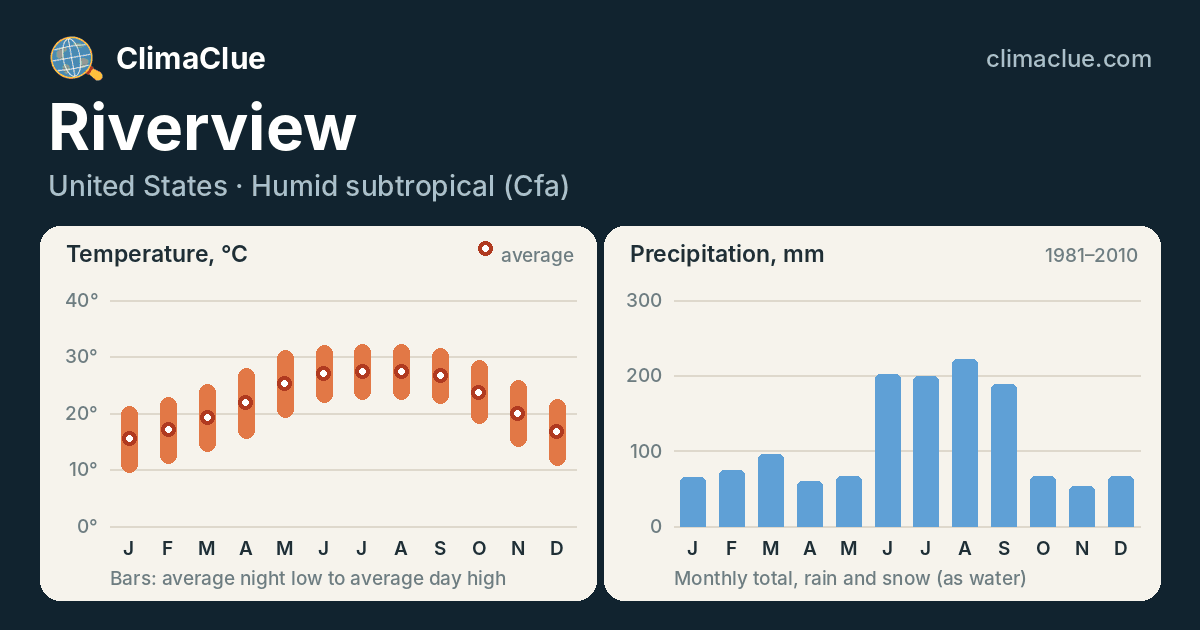 ClimaClue
climaclue.com
Riverview
United States · Humid subtropical (Cfa)
Temperature, °C
average
40°
30°
20°
10°
0°
J F M A M J J A S O N D
Bars: average night low to average day high
Precipitation, mm
1981–2010
300
200
100
0
J F M A M J J A S O N D
Monthly total, rain and snow (as water)